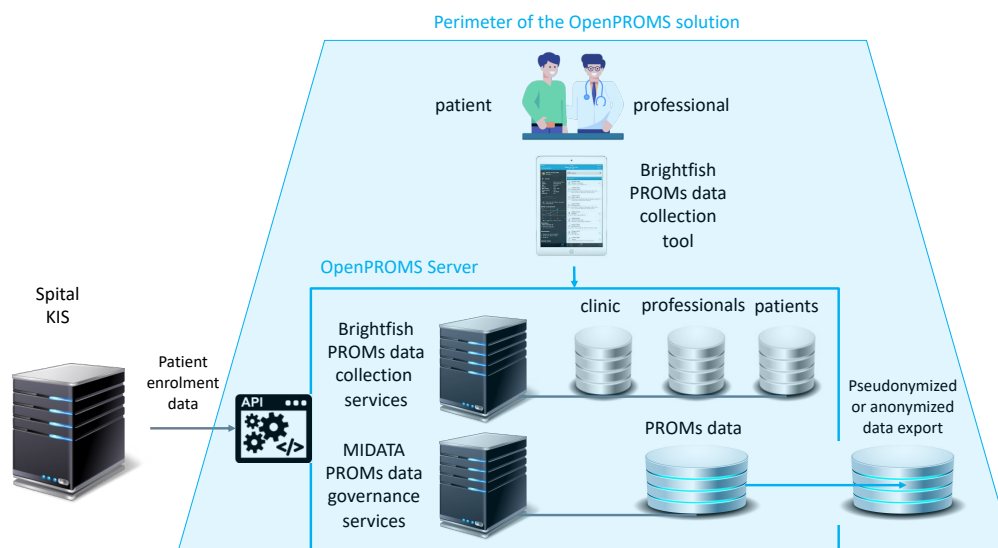 Perimeter of the OpenPROMS solution
patient
professional
Brightfish
PROMs data
collection
tool
OpenPROMS Server
Spital
KIS
clinic
professionals
patients
Brightfish
PROMs data
collection
services
Patient
enrolment
data
API
</>
Pseudonymized
or anonymized
data export
PROMs data
MIDATA
PROMs data
governance
services